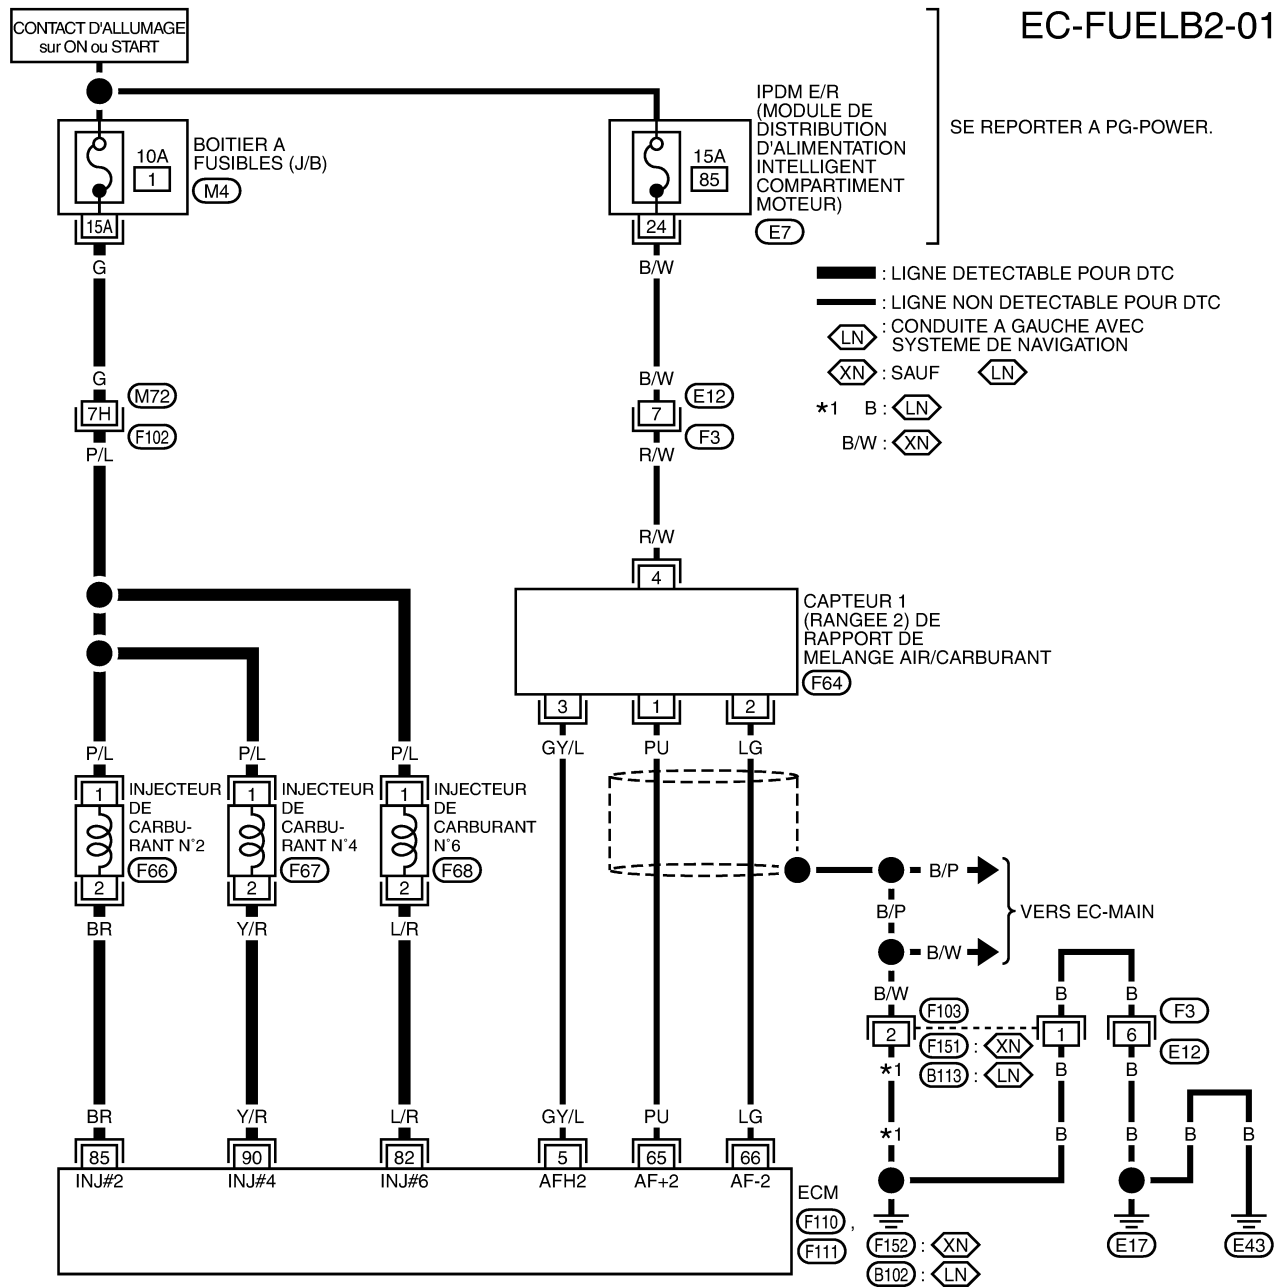 EC-FUELB2-01
CONTACT D'ALLUMAGE
sur ON ou START
BOITIER A
FUSIBLES (J/B)
M4
10A
1
15A
IPDM E/R
(MODULE DE
DISTRIBUTION
D'ALIMENTATION
INTELLIGENT
COMPARTIMENT
MOTEUR)
E7
15A
85
24
SE REPORTER A PG-POWER.
: LIGNE DETECTABLE POUR DTC
: LIGNE NON DETECTABLE POUR DTC
LN : CONDUITE A GAUCHE AVEC
SYSTEME DE NAVIGATION
XN : SAUF LN
*1 B : LN
B/W : XN
G
G
7H
M72
F102
P/L
B/W
B/W
7
E12
F3
R/W
R/W
4
CAPTEUR 1
(RANGEE 2) DE
RAPPORT DE
MELANGE AIR/CARBURANT
F64
3 1 2
GY/L PU LG
P/L P/L P/L
1
INJECTEUR
DE
CARBU-
RANT N°2
F66
2
1
INJECTEUR
DE
CARBU-
RANT N°4
F67
2
1
INJECTEUR
DE
CARBURANT
N°6
F68
2
BR Y/R L/R
B/P
B/P
B/W
VERS EC-MAIN
B/W
2
F103
F151 : XN
B113 : LN
B B
1 6
F3
E12
*1 B B
BR Y/R L/R GY/L PU LG
*1 B B B B
85 90 82 5 65 66
INJ#2 INJ#4 INJ#6 AFH2 AF+2 AF-2
ECM
F110 ,
F111
F152 : XN
B102 : LN
E17
E43